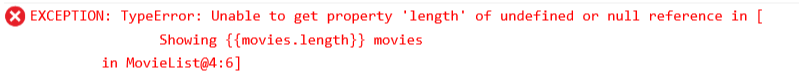 EXCEPTION: TypeError: Unable to get property 'length' of undefined or null reference in [
Showing {{movies.length}} movies
in MovieList@4:6]